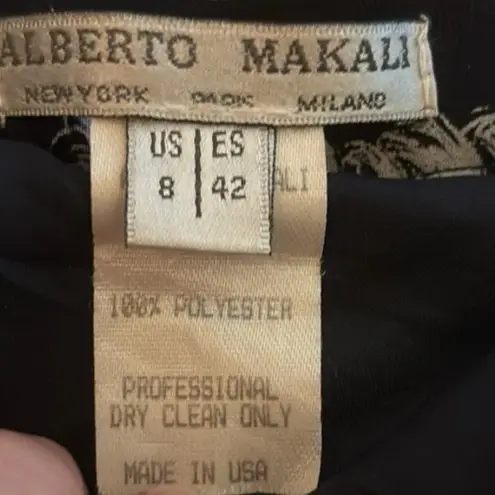 ALBERTO MAKALI
NEW YORK PARIS MILANO
US | ES
8 | 42
ALI
100% POLYESTER
PROFESSIONAL
DRY CLEAN ONLY
MADE IN USA